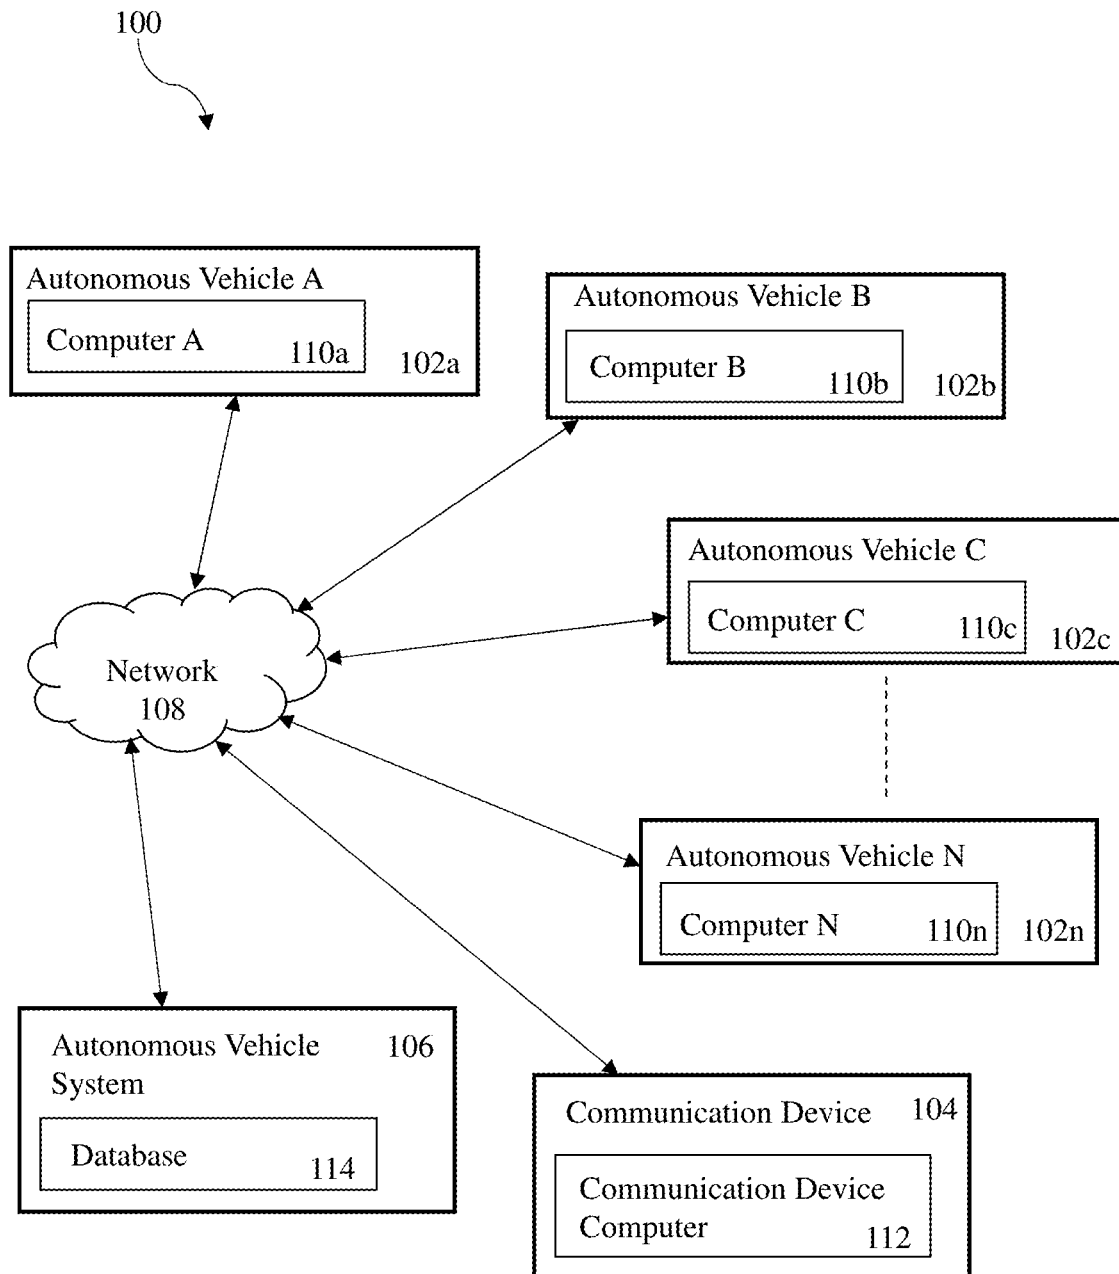 100
Autonomous Vehicle A
Computer A
110a
102a
Autonomous Vehicle B
Computer B
110b
102b
Autonomous Vehicle C
Computer C
110c
102c
Network
108
Autonomous Vehicle N
Computer N
110n
102n
Autonomous Vehicle
System
106
Database
114
Communication Device
104
Communication Device
Computer
112